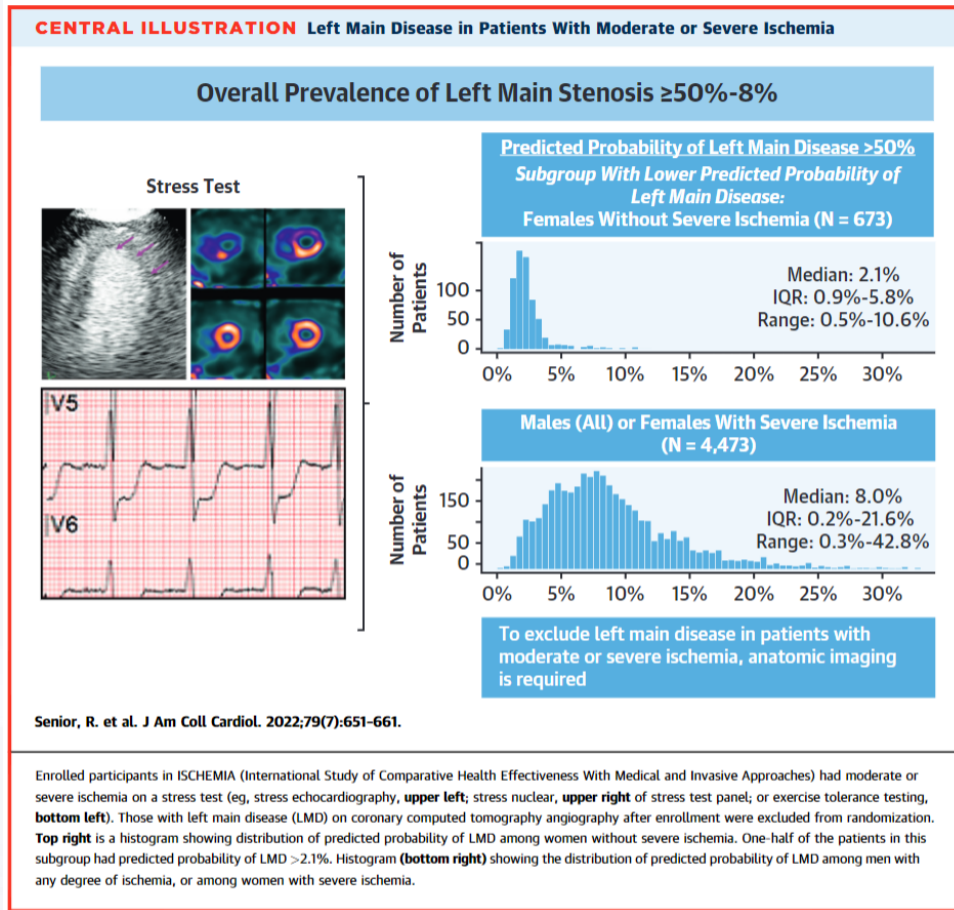 CENTRAL ILLUSTRATION Left Main Disease in Patients With Moderate or Severe Ischemia
Overall Prevalence of Left Main Stenosis ≥50%-8%
Stress Test
V5
V6
Predicted Probability of Left Main Disease >50%
Subgroup With Lower Predicted Probability of
Left Main Disease:
Females Without Severe Ischemia (N = 673)
Number of
Patients
100
50
0
Median: 2.1%
IQR: 0.9%-5.8%
Range: 0.5%-10.6%
0% 5% 10% 15% 20% 25% 30%
Males (All) or Females With Severe Ischemia
(N = 4,473)
Number of
Patients
150
50
0
Median: 8.0%
IQR: 0.2%-21.6%
Range: 0.3%-42.8%
0% 5% 10% 15% 20% 25% 30%
To exclude left main disease in patients with
moderate or severe ischemia, anatomic imaging
is required
Senior, R. et al. J Am Coll Cardiol. 2022;79(7):651-661.
Enrolled participants in ISCHEMIA (International Study of Comparative Health Effectiveness With Medical and Invasive Approaches) had moderate or
severe ischemia on a stress test (eg, stress echocardiography, upper left; stress nuclear, upper right of stress test panel; or exercise tolerance testing,
bottom left). Those with left main disease (LMD) on coronary computed tomography angiography after enrollment were excluded from randomization.
Top right is a histogram showing distribution of predicted probability of LMD among women without severe ischemia. One-half of the patients in this
subgroup had predicted probability of LMD >2.1%. Histogram (bottom right) showing the distribution of predicted probability of LMD among men with
any degree of ischemia, or among women with severe ischemia.